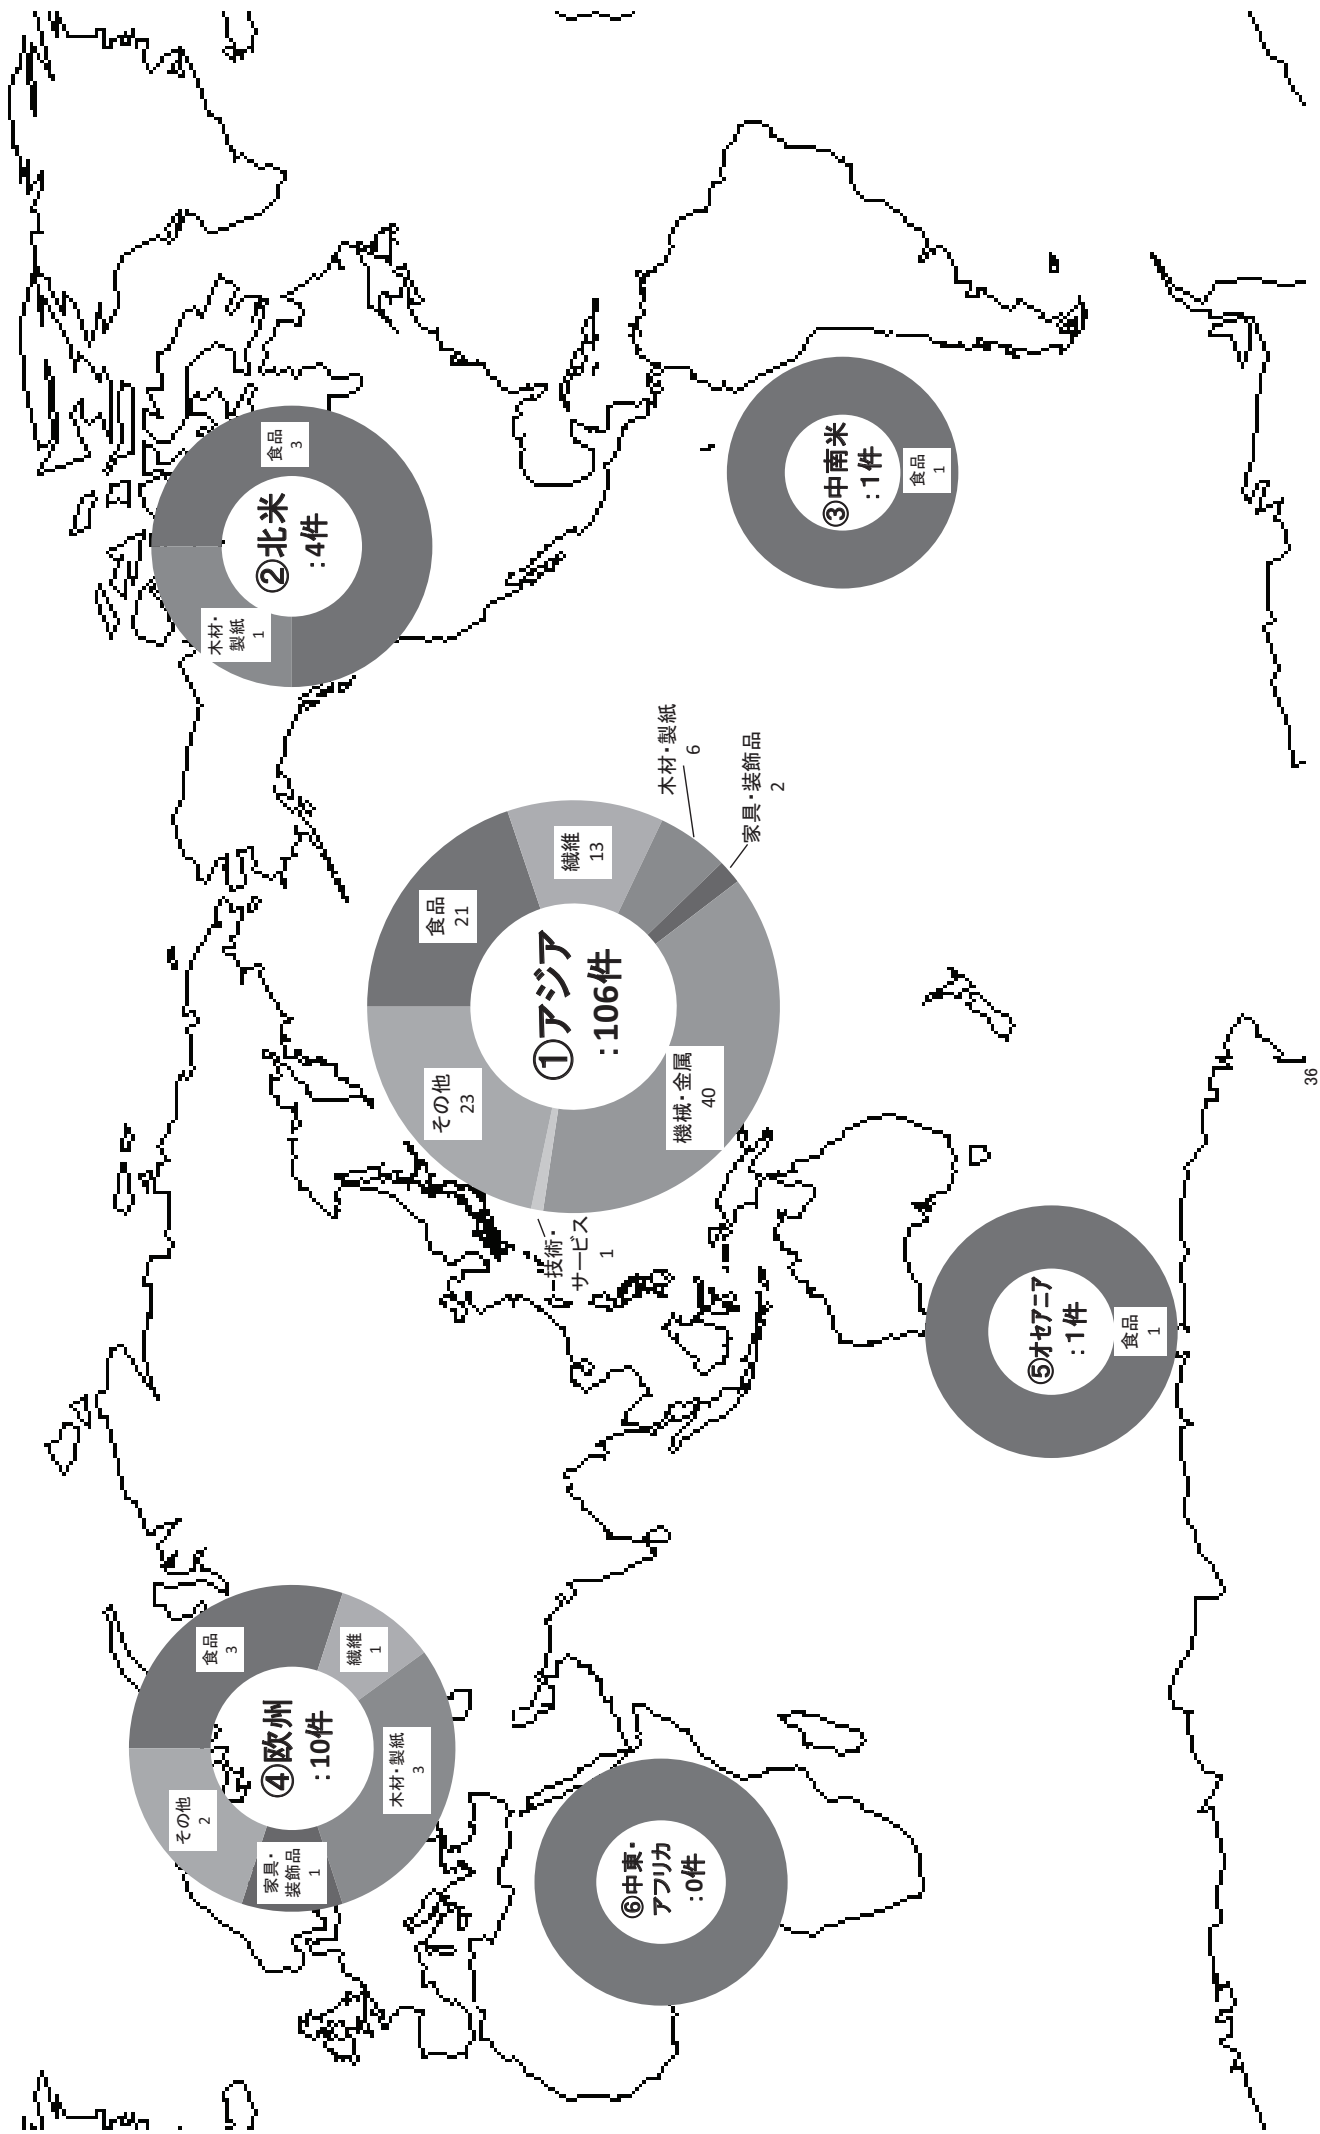 ④欧州
:10件
食品
3
繊維
1
木材・製紙
3
家具・
装飾品
1
その他
2
①アジア
:106件
食品
21
繊維
13
木材・製紙
6
家具・装飾品
2
機械・金属
40
技術・
サービス
1
その他
23
②北米
:4件
食品
3
木材・
製紙
1
⑥中東・
アフリカ
:0件
⑤オセアニア
:1件
食品
1
③中南米
:1件
食品
1
36